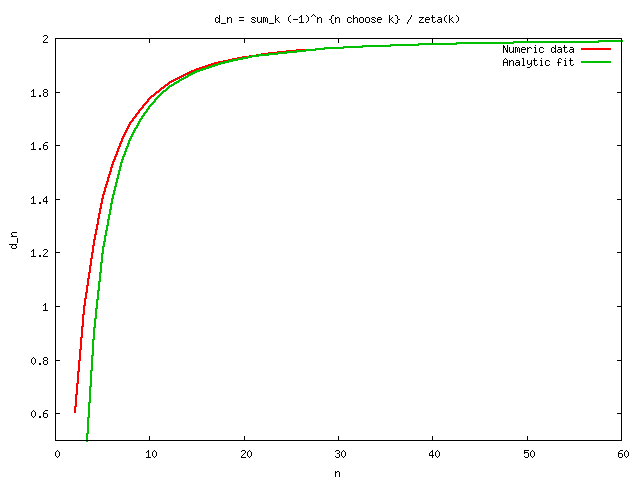 d_n = sum_k (-1)^n {n choose k} / zeta(k)
2
Numeric data
Analytic fit
1.8
1.6
1.4
1.2
d_n
1
0.8
0.6
0 10 20 30 40 50 60
n